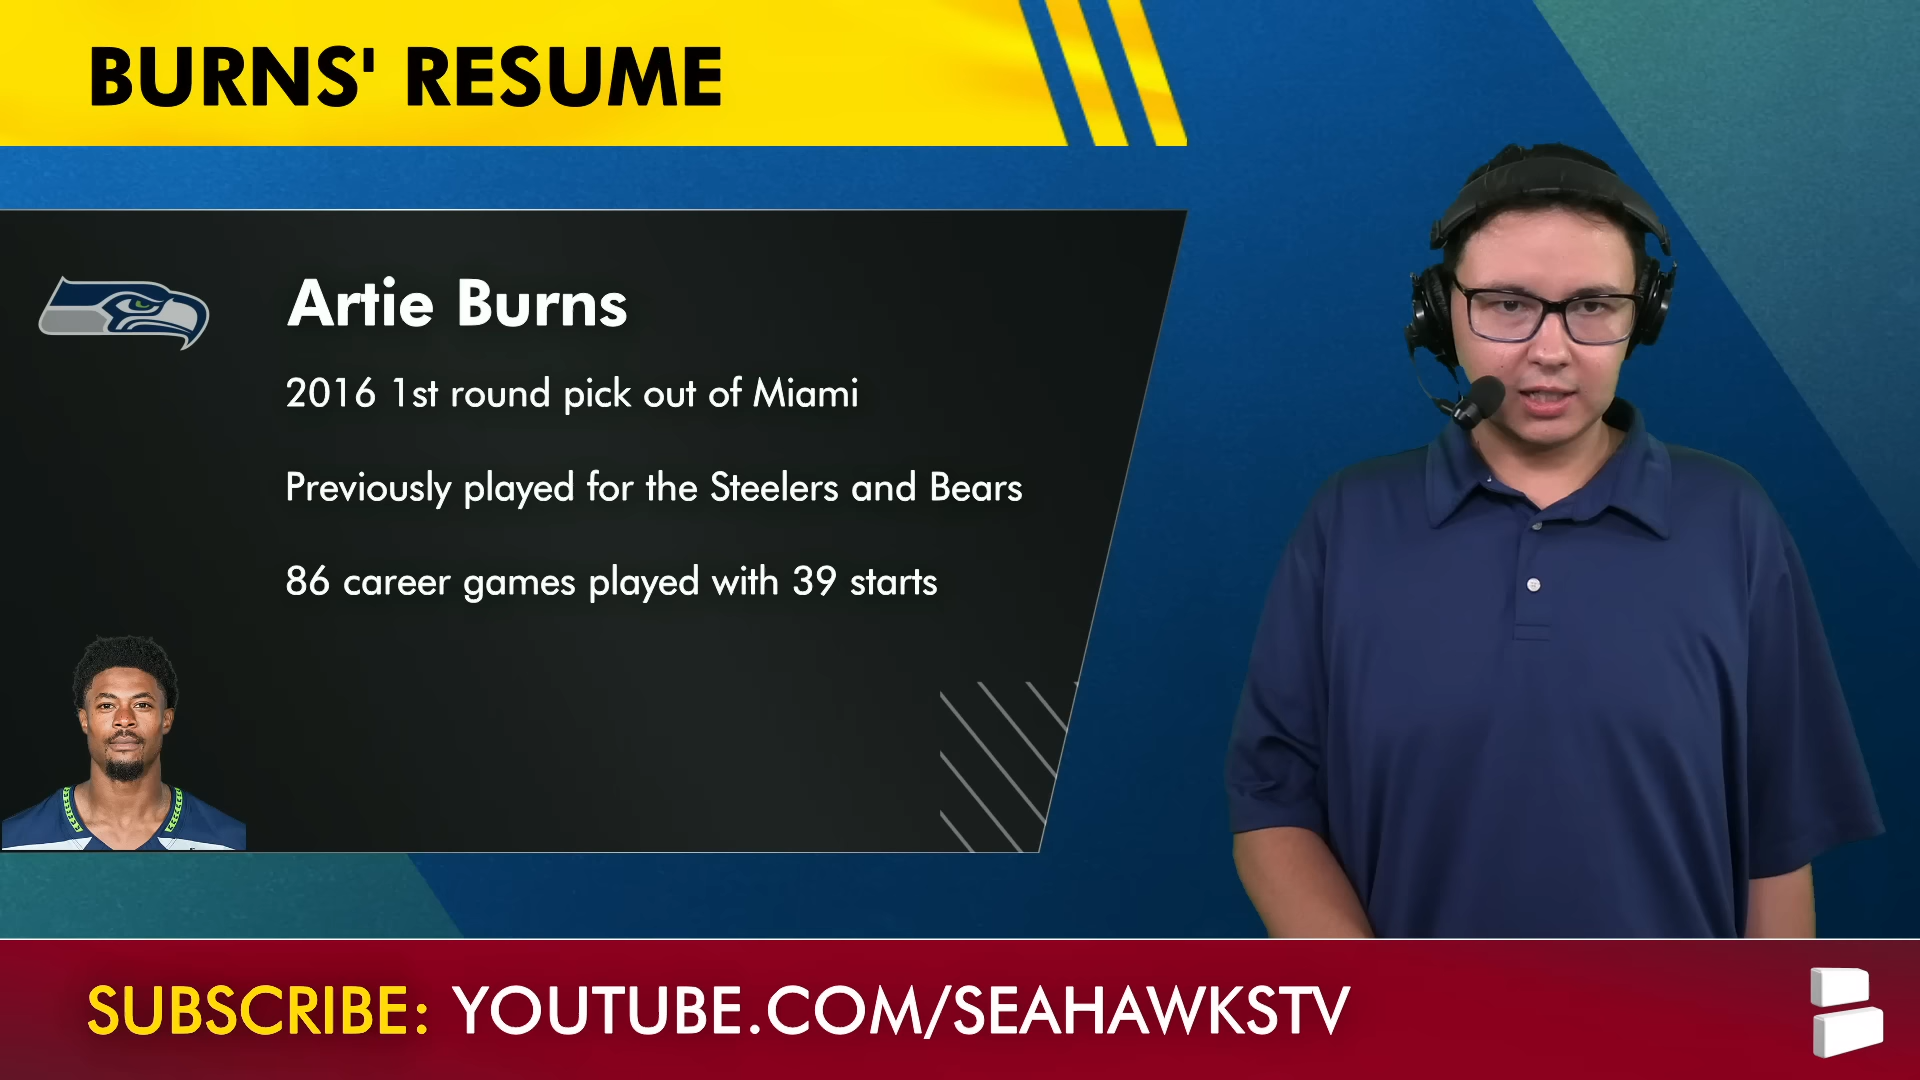 BURNS' RESUME
Artie Burns
2016 1st round pick out of Miami
Previously played for the Steelers and Bears
86 career games played with 39 starts
SUBSCRIBE: YOUTUBE.COM/SEAHAWKSTV